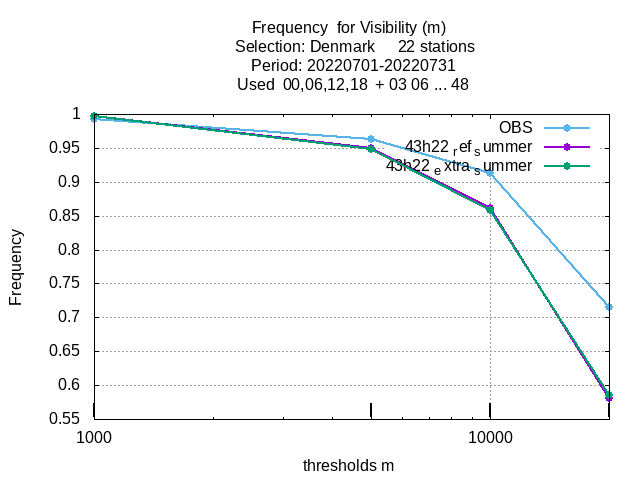 Frequency for Visibility (m)
Selection: Denmark 22 stations
Period: 20220701-20220731
Used 00,06,12,18 + 03 06 ... 48
OBS
43h22 ref summer
43h22 extra summer
1
0.95
0.9
0.85
0.8
0.75
0.7
0.65
0.6
0.55
Frequency
1000
10000
thresholds m